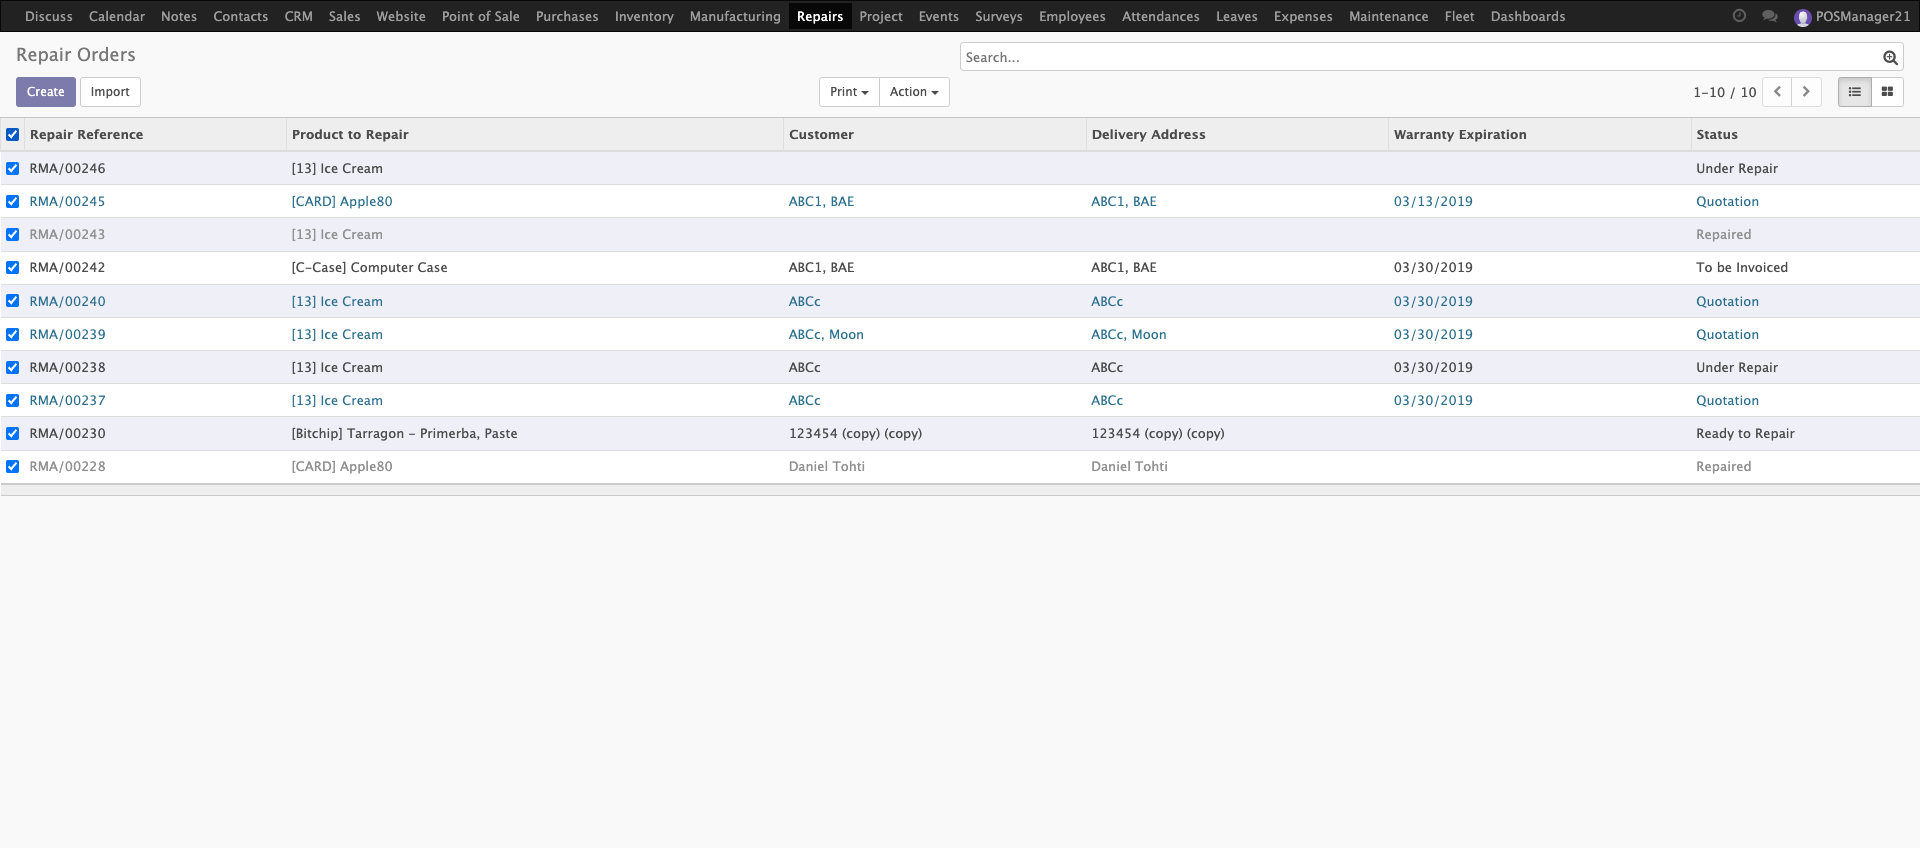 Discuss Calendar Notes Contacts CRM Sales Website Point of Sale Purchases Inventory Manufacturing Repairs Project Events Surveys Employees Attendances Leaves Expenses Maintenance Fleet Dashboards POSManager21
Repair Orders
Search...
Create Import Print Action 1-10 / 10
Repair Reference Product to Repair Customer Delivery Address Warranty Expiration Status
RMA/00246 [13] Ice Cream Under Repair
RMA/00245 [CARD] Apple80 ABC1, BAE ABC1, BAE 03/13/2019 Quotation
RMA/00243 [13] Ice Cream Repaired
RMA/00242 [C-Case] Computer Case ABC1, BAE ABC1, BAE 03/30/2019 To be Invoiced
RMA/00240 [13] Ice Cream ABCc ABCc 03/30/2019 Quotation
RMA/00239 [13] Ice Cream ABCc, Moon ABCc, Moon 03/30/2019 Quotation
RMA/00238 [13] Ice Cream ABCc ABCc 03/30/2019 Under Repair
RMA/00237 [13] Ice Cream ABCc ABCc 03/30/2019 Quotation
RMA/00230 [Bitchip] Tarragon - Primerba, Paste 123454 (copy) (copy) 123454 (copy) (copy) Ready to Repair
RMA/00228 [CARD] Apple80 Daniel Tohti Daniel Tohti Repaired